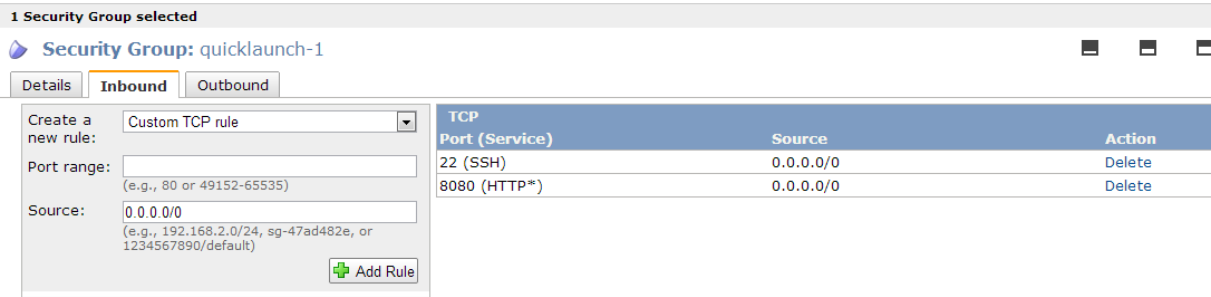 1 Security Group selected
Security Group: quicklaunch-1
Details Inbound Outbound
Create a new rule: Custom TCP rule
Port range:
(e.g., 80 or 49152-65535)
Source: 0.0.0.0/0
(e.g., 192.168.2.0/24, sg-47ad482e, or
1234567890/default)
Add Rule
TCP
Port (Service) Source Action
22 (SSH) 0.0.0.0/0 Delete
8080 (HTTP*) 0.0.0.0/0 Delete